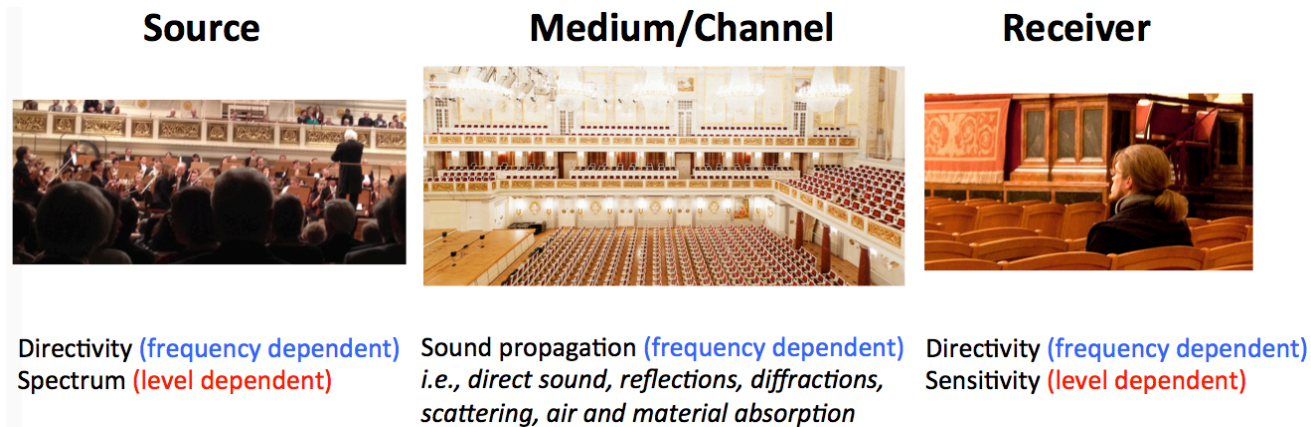 Source
Medium/Channel
Receiver
Directivity (frequency dependent)
Spectrum (level dependent)
Sound propagation (frequency dependent)
i.e., direct sound, reflections, diffractions,
scattering, air and material absorption
Directivity (frequency dependent)
Sensitivity (level dependent)